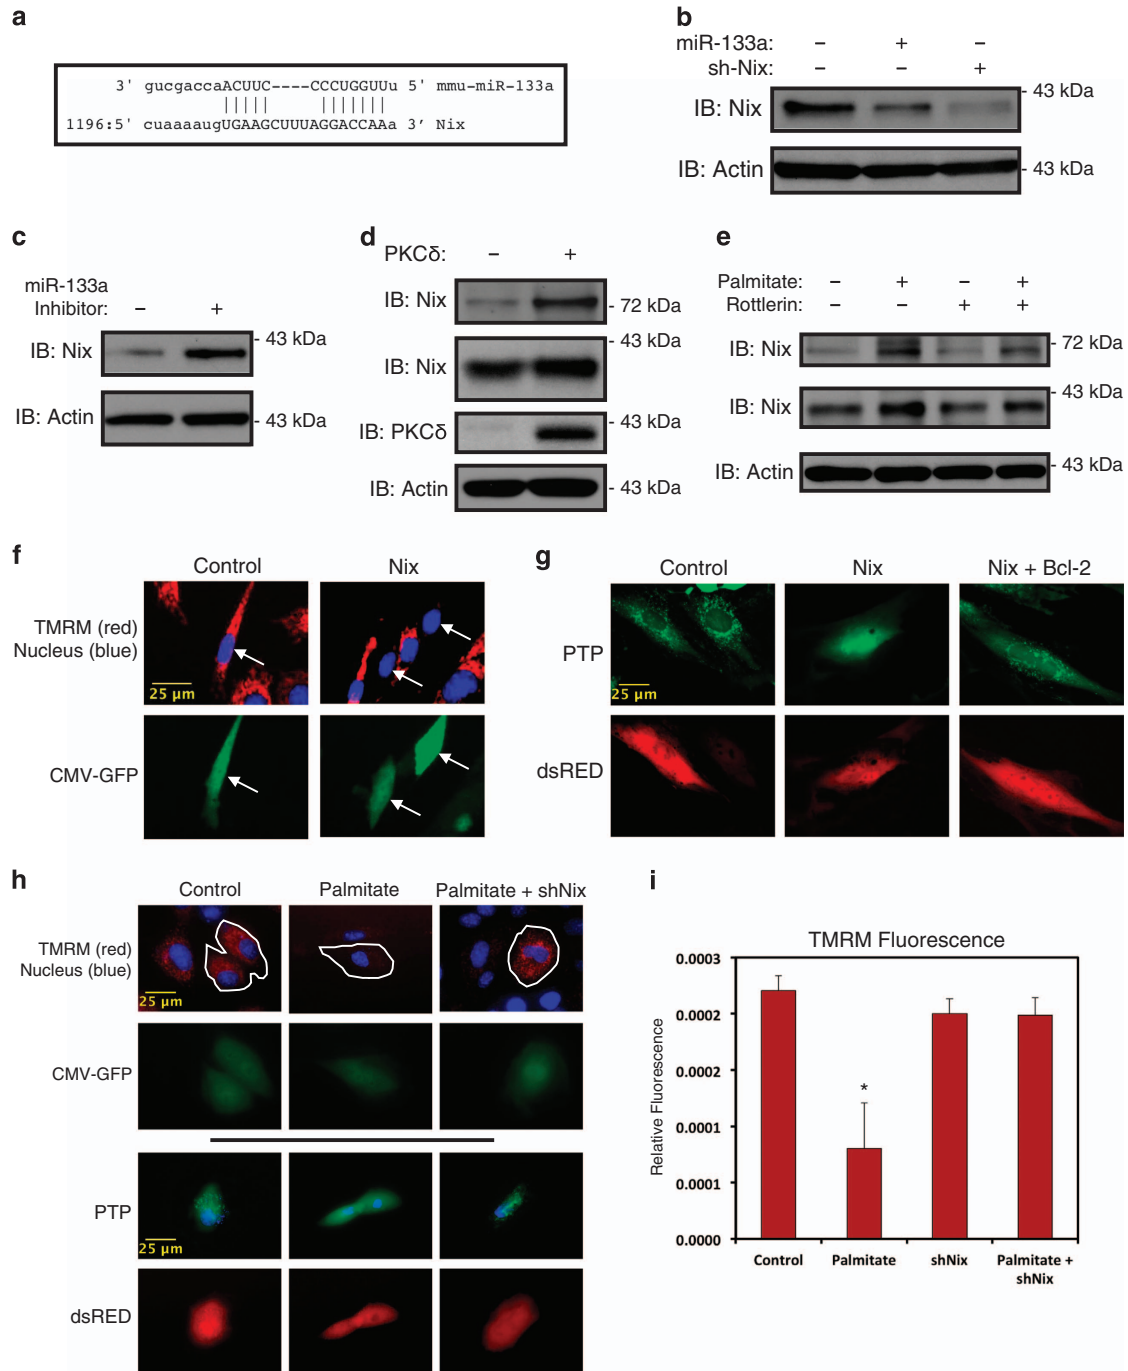 a
3' gucgaccaACUUC----CCCUGGUUu 5' mmu-miR-133a
1196:5' cuaaaaugUGAAGCUUUAGGACCAAa 3' Nix
b
miR-133a: – + –
sh-Nix: – – +
IB: Nix
- 43 kDa
IB: Actin
- 43 kDa
c
miR-133a
Inhibitor: – +
IB: Nix
- 43 kDa
IB: Actin
- 43 kDa
d
PKCδ: – +
IB: Nix
- 72 kDa
IB: Nix
- 43 kDa
IB: PKCδ
- 43 kDa
IB: Actin
- 43 kDa
e
Palmitate: – + – +
Rottlerin: – – + +
IB: Nix
- 72 kDa
IB: Nix
- 43 kDa
IB: Actin
- 43 kDa
f
Control Nix
TMRM (red)
Nucleus (blue)
25 µm
CMV-GFP
g
Control Nix Nix + Bcl-2
PTP
25 µm
dsRED
h
Control Palmitate Palmitate + shNix
TMRM (red)
Nucleus (blue)
25 µm
CMV-GFP
PTP
25 µm
dsRED
i
TMRM Fluorescence
Relative Fluorescence
0.0003
0.0002
0.0002
0.0001
0.0001
0.0000
*
Control Palmitate shNix Palmitate +
shNix